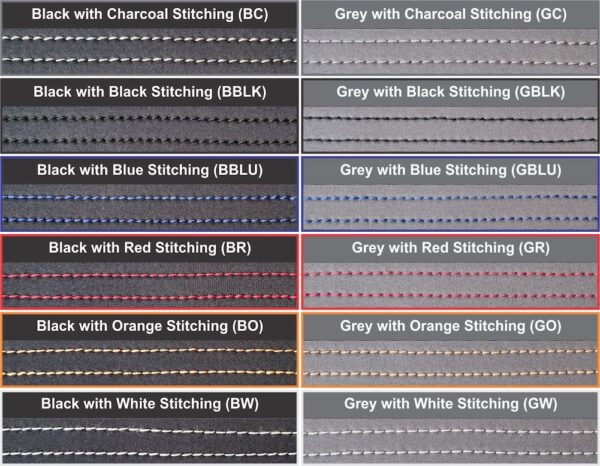 Black with Charcoal Stitching (BC)
Grey with Charcoal Stitching (GC)
Black with Black Stitching (BBLK)
Grey with Black Stitching (GBLK)
Black with Blue Stitching (BBLU)
Grey with Blue Stitching (GBLU)
Black with Red Stitching (BR)
Grey with Red Stitching (GR)
Black with Orange Stitching (BO)
Grey with Orange Stitching (GO)
Black with White Stitching (BW)
Grey with White Stitching (GW)